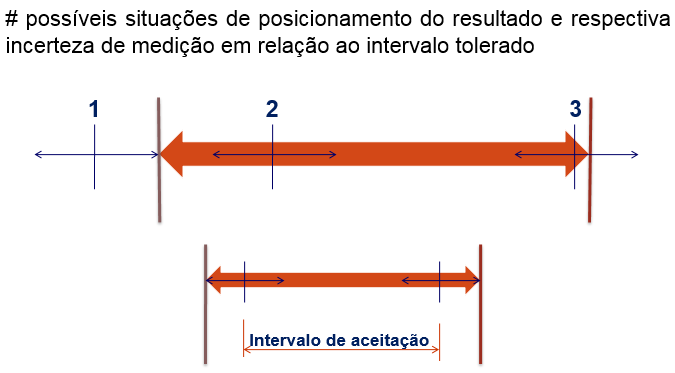 # possíveis situações de posicionamento do resultado e respectiva
incerteza de medição em relação ao intervalo tolerado
1 2 3
Intervalo de aceitação